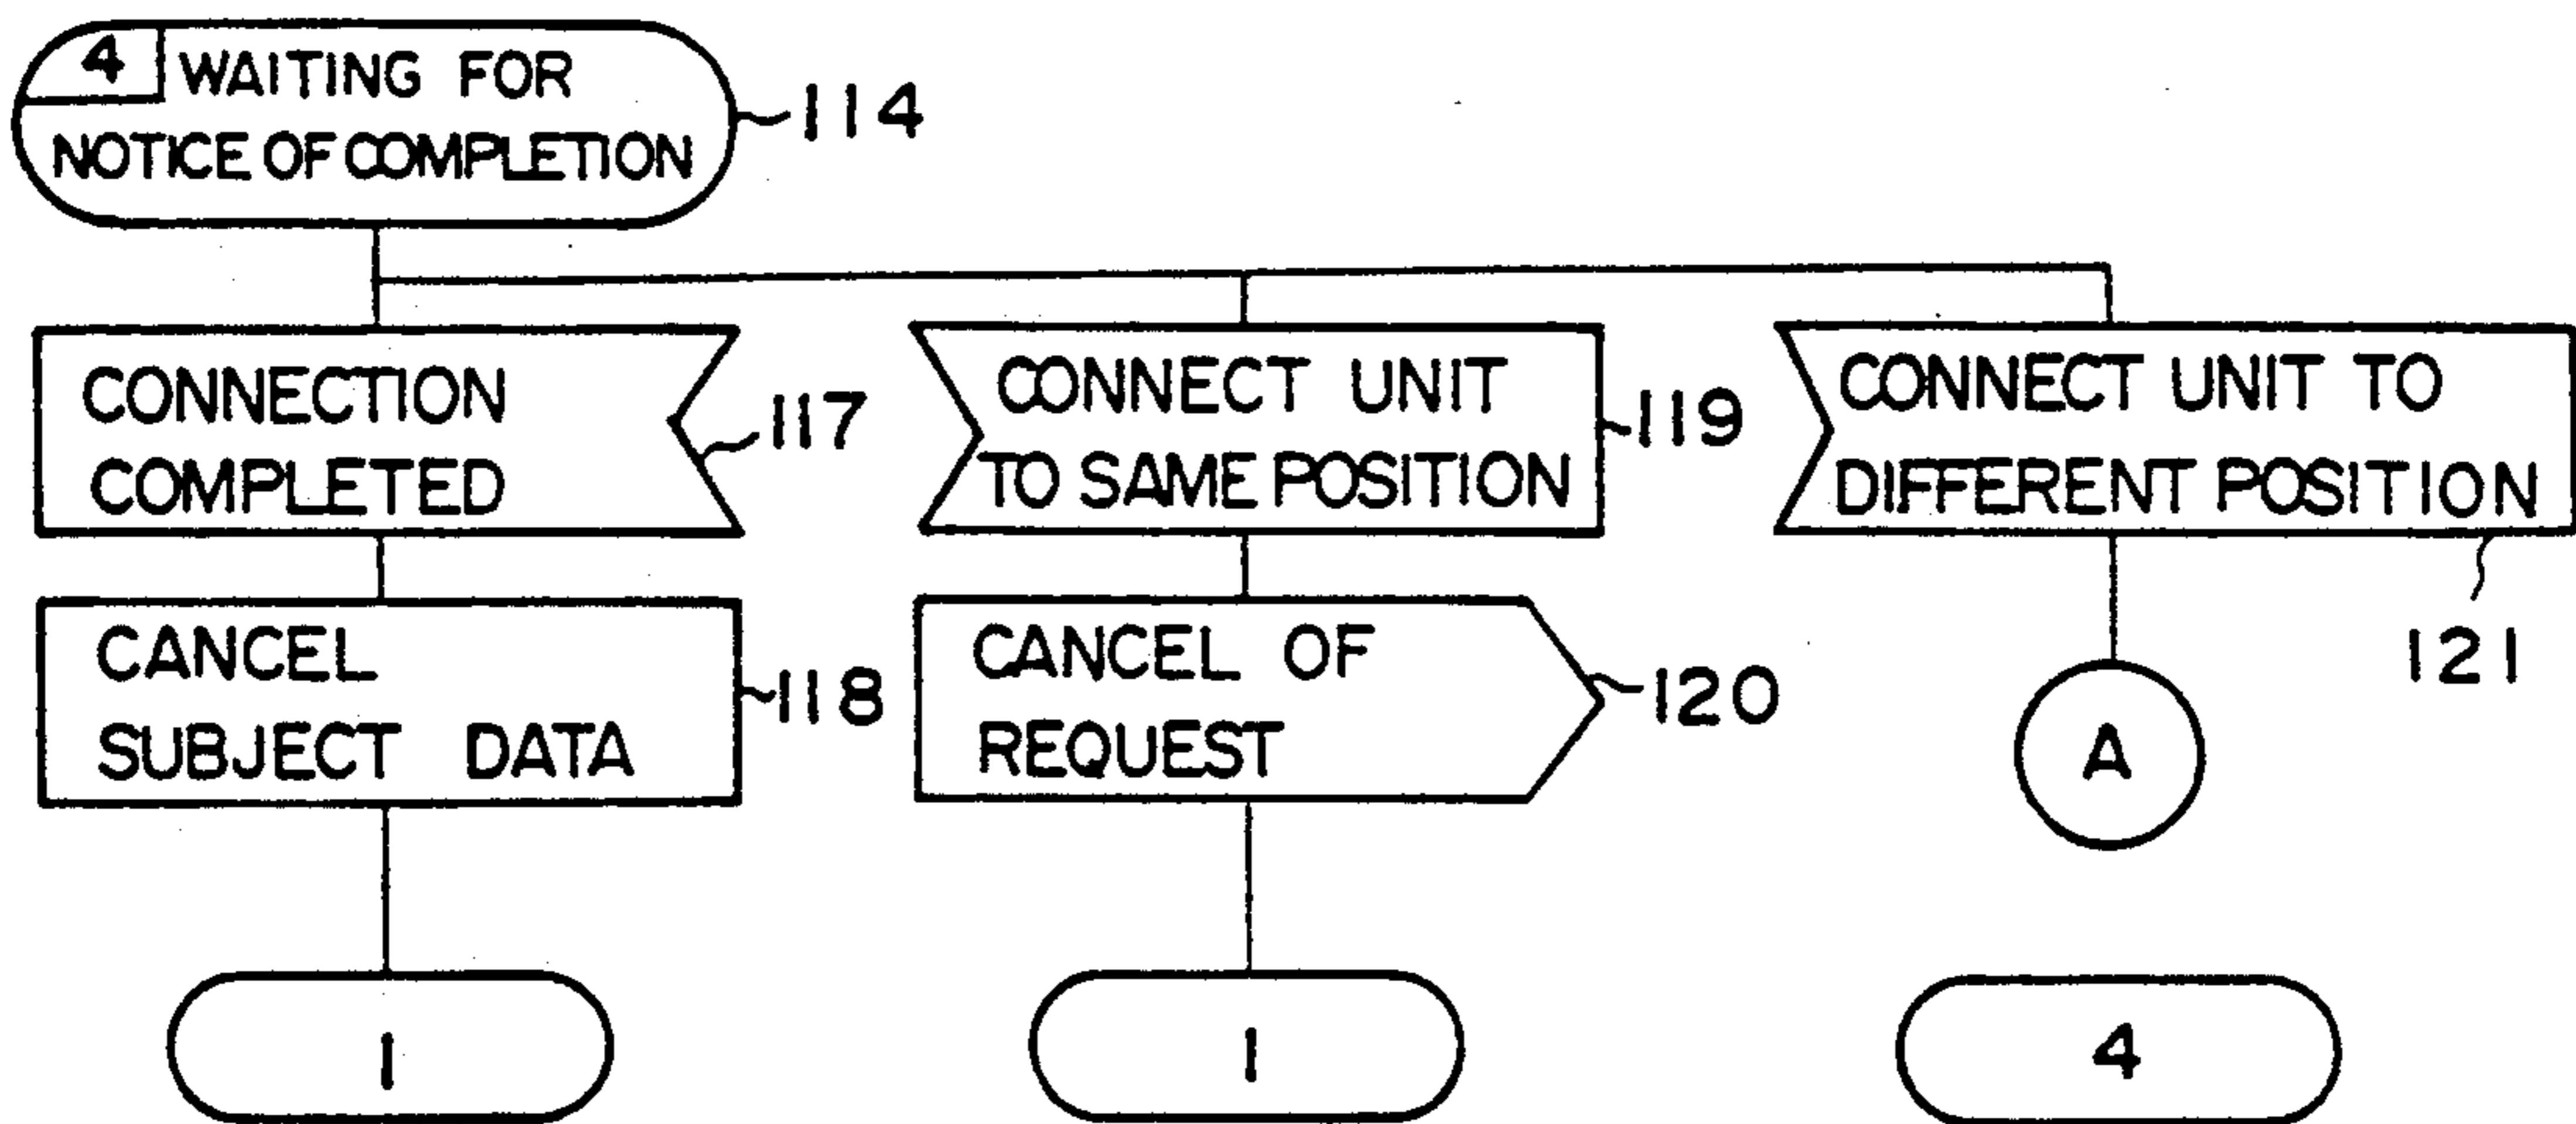 4 WAITING FOR
NOTICE OF COMPLETION
114
CONNECTION
COMPLETED
117
CONNECT UNIT
TO SAME POSITION
119
CONNECT UNIT TO
DIFFERENT POSITION
121
CANCEL
SUBJECT DATA
118
CANCEL OF
REQUEST
120
A
1
1
4